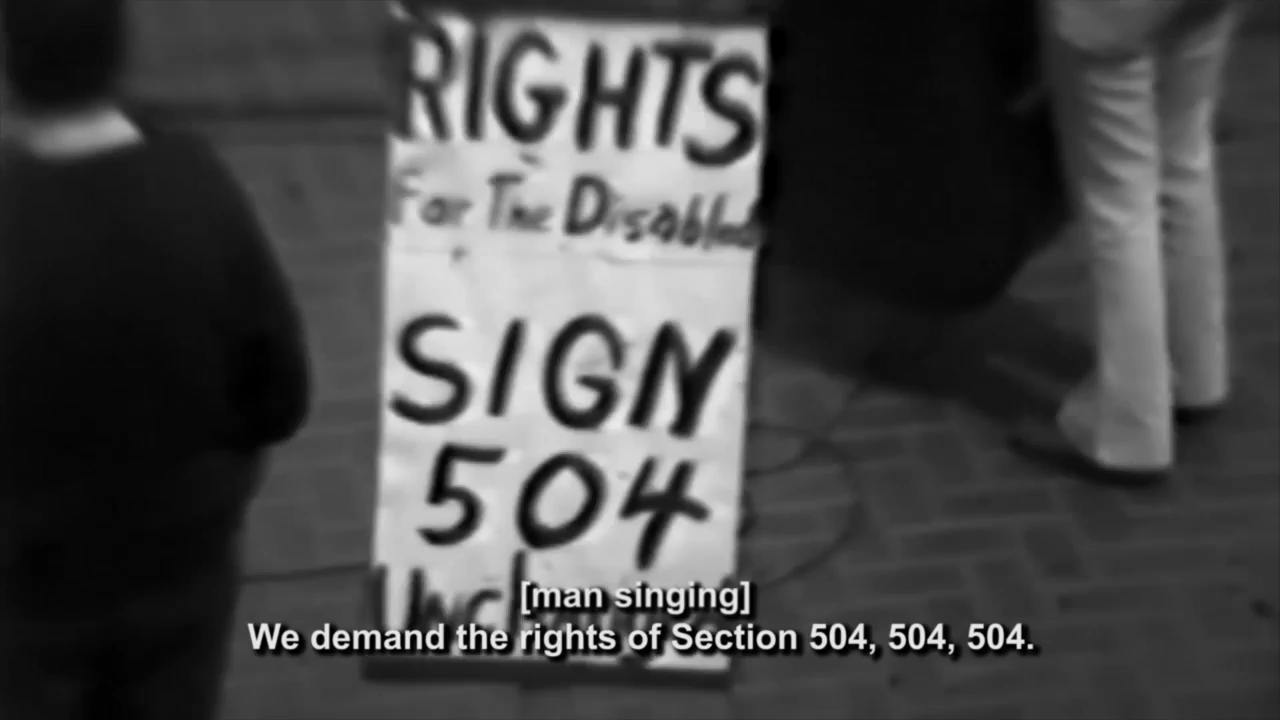 RIGHTS
For The Disabled
SIGN
504
[man singing]
We demand the rights of Section 504, 504, 504.